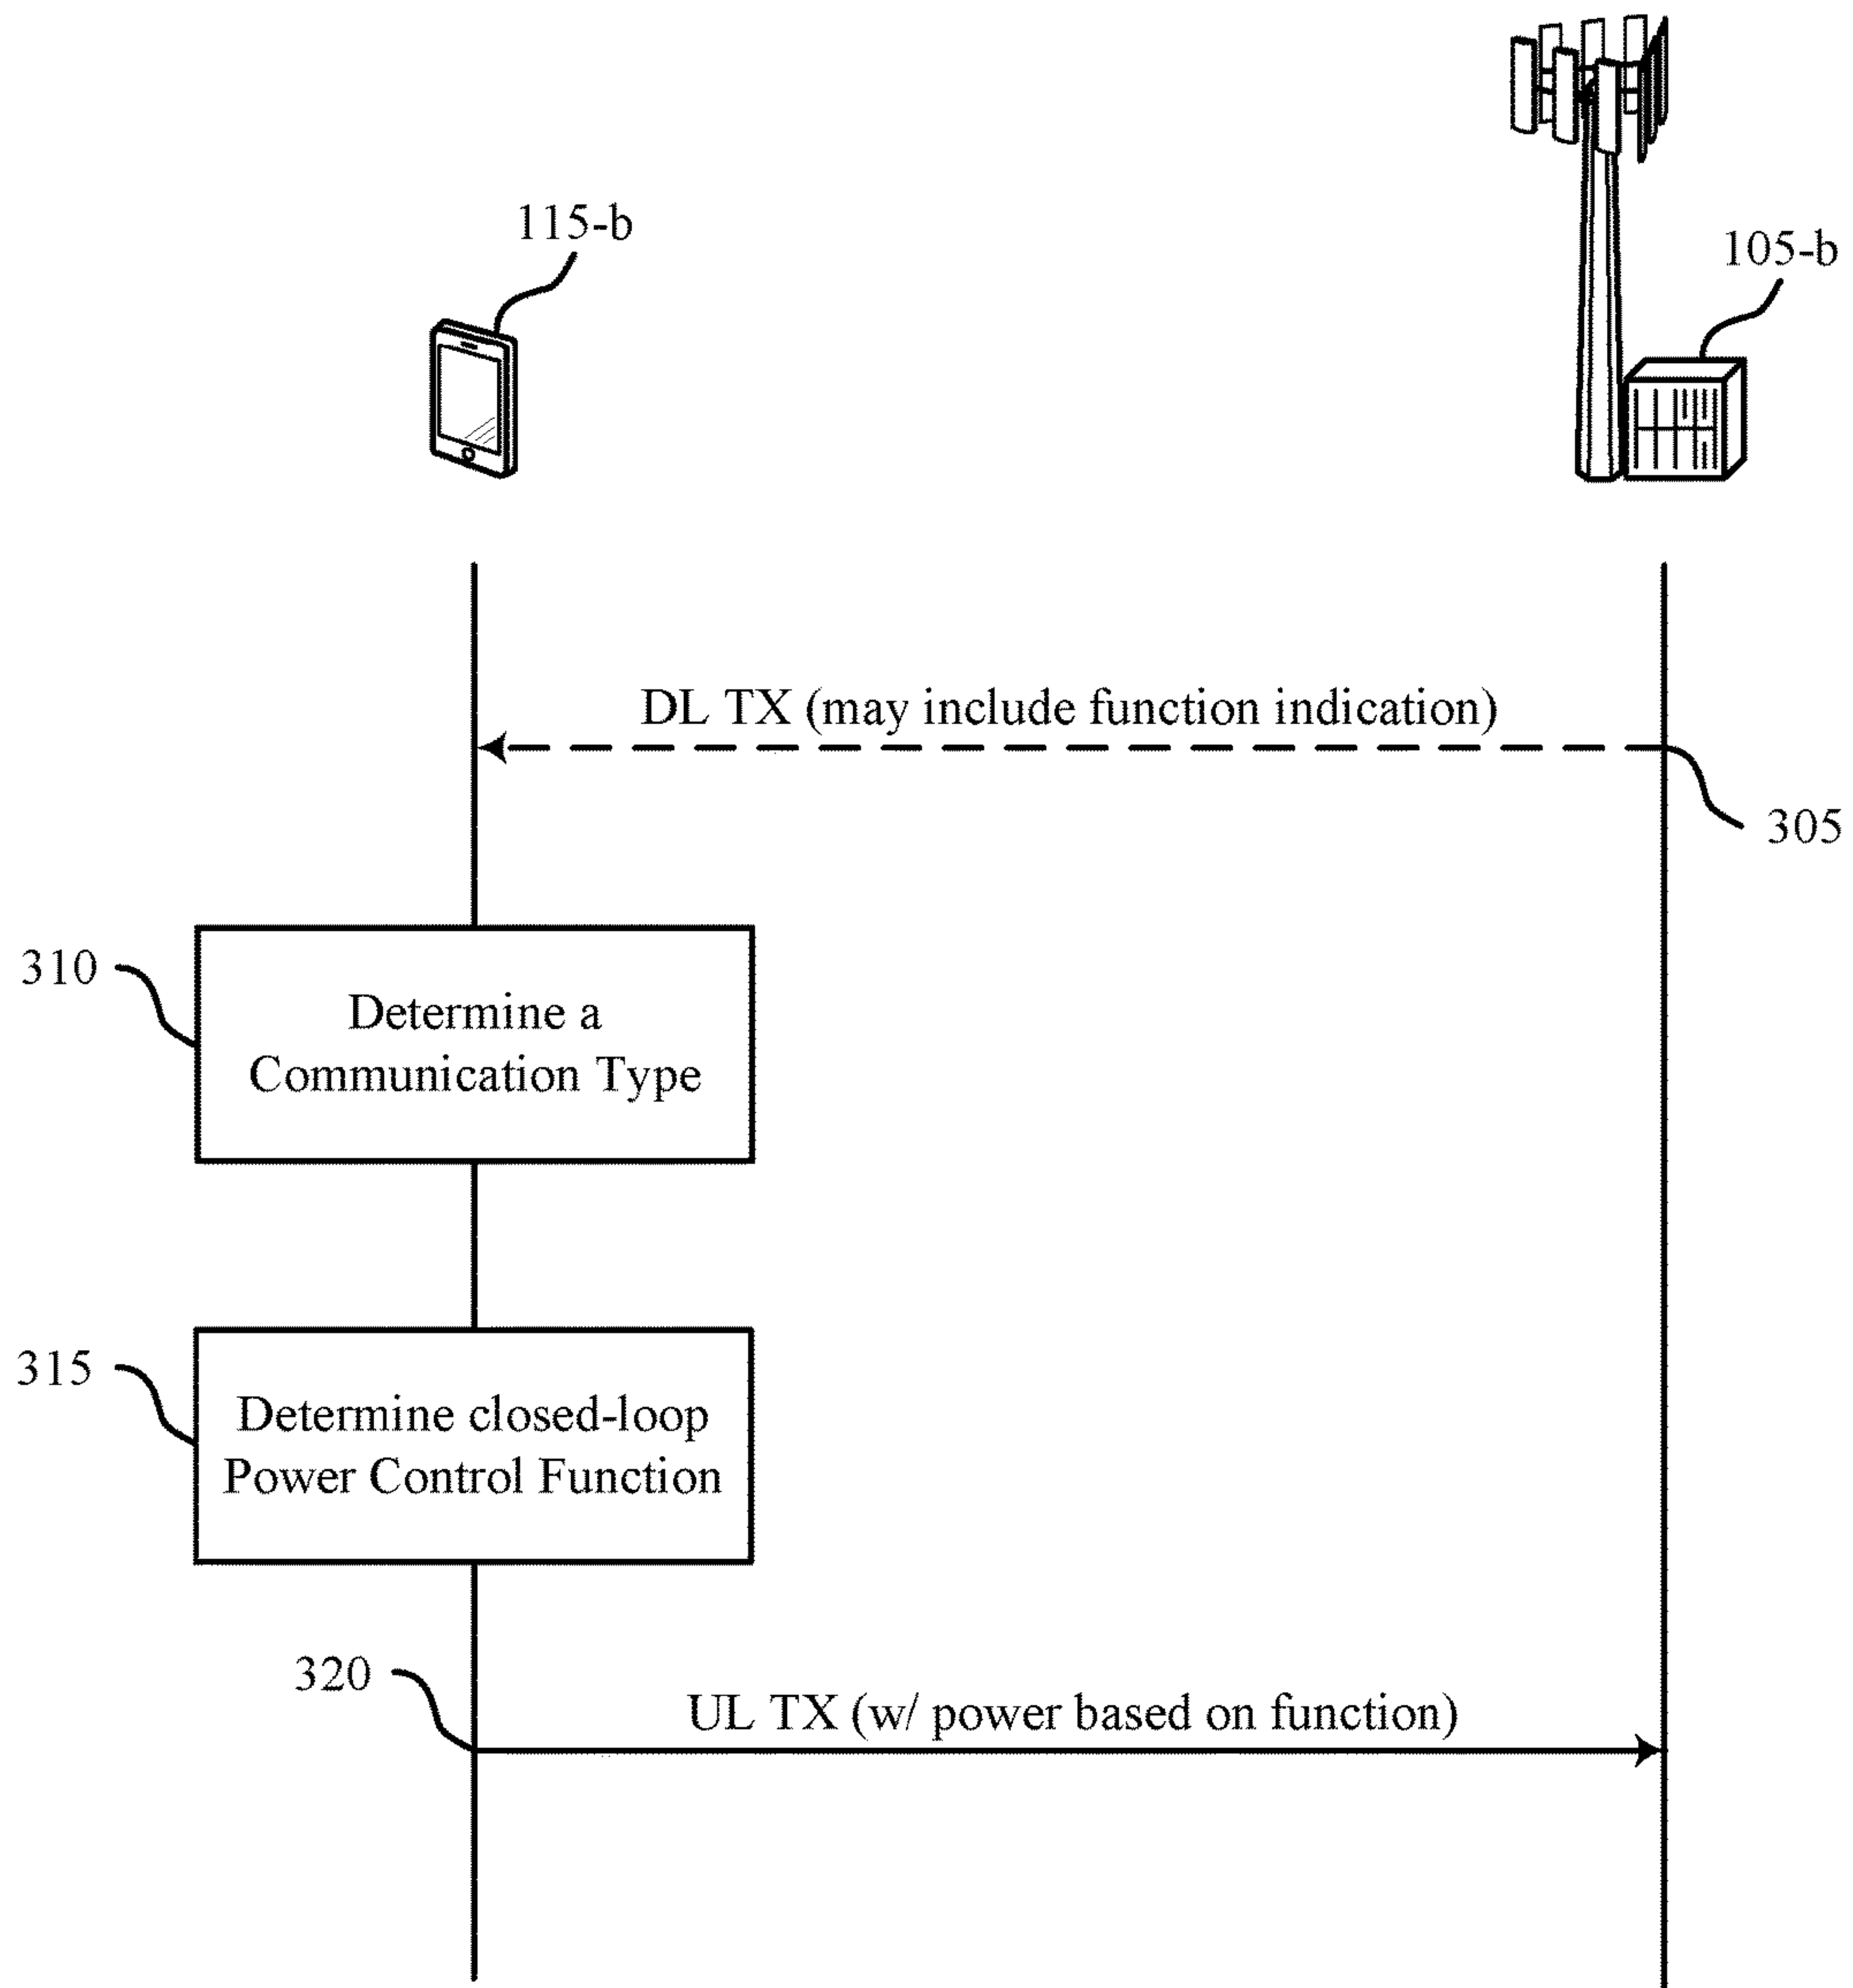 115-b
105-b
DL TX (may include function indication)
305
310
Determine a
Communication Type
315
Determine closed-loop
Power Control Function
320
UL TX (w/ power based on function)